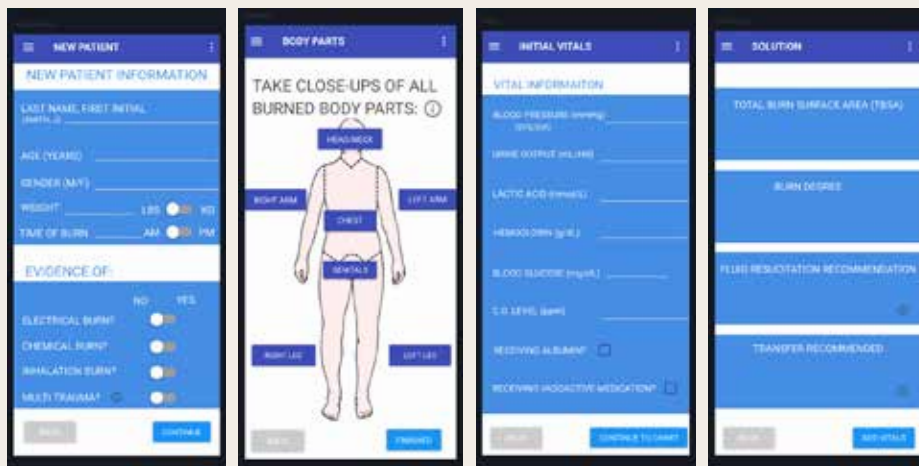 NEW PATIENT
NEW PATIENT INFORMATION
LAST NAME, FIRST INITIAL
AGE (YEARS)
GENDER (M/F)
WEIGHT LBS KG
TIME OF BURN AM PM
EVIDENCE OF:
NO YES
ELECTRICAL BURN?
CHEMICAL BURN?
INHALATION BURN?
MULTI TRAUMA?
BACK
CONTINUE
BODY PARTS
TAKE CLOSE-UPS OF ALL
BURNED BODY PARTS:
HEAD/NECK
RIGHT ARM
LEFT ARM
CHEST
GENITALS
RIGHT LEG
LEFT LEG
BACK
FINISHED
INITIAL VITALS
VITAL INFORMAITON
BLOOD PRESSURE (mmHg)
URINE OUTPUT (mL/HR)
LACTIC ACID (mmol/L)
HEMOGLOBIN (g/dL)
BLOOD GLUCOSE (mg/dL)
C.O. LEVEL (ppm)
RECEIVING ALBUMIN?
RECEIVING VASOACTIVE MEDICATION?
BACK
CONTINUE TO
SOLUTION
TOTAL BURN SURFACE AREA (TBSA)
BURN DEGREE
FLUID RESUCITATION RECOMMENDATION
TRANSFER RECOMMENDED
BACK
ADD VITALS